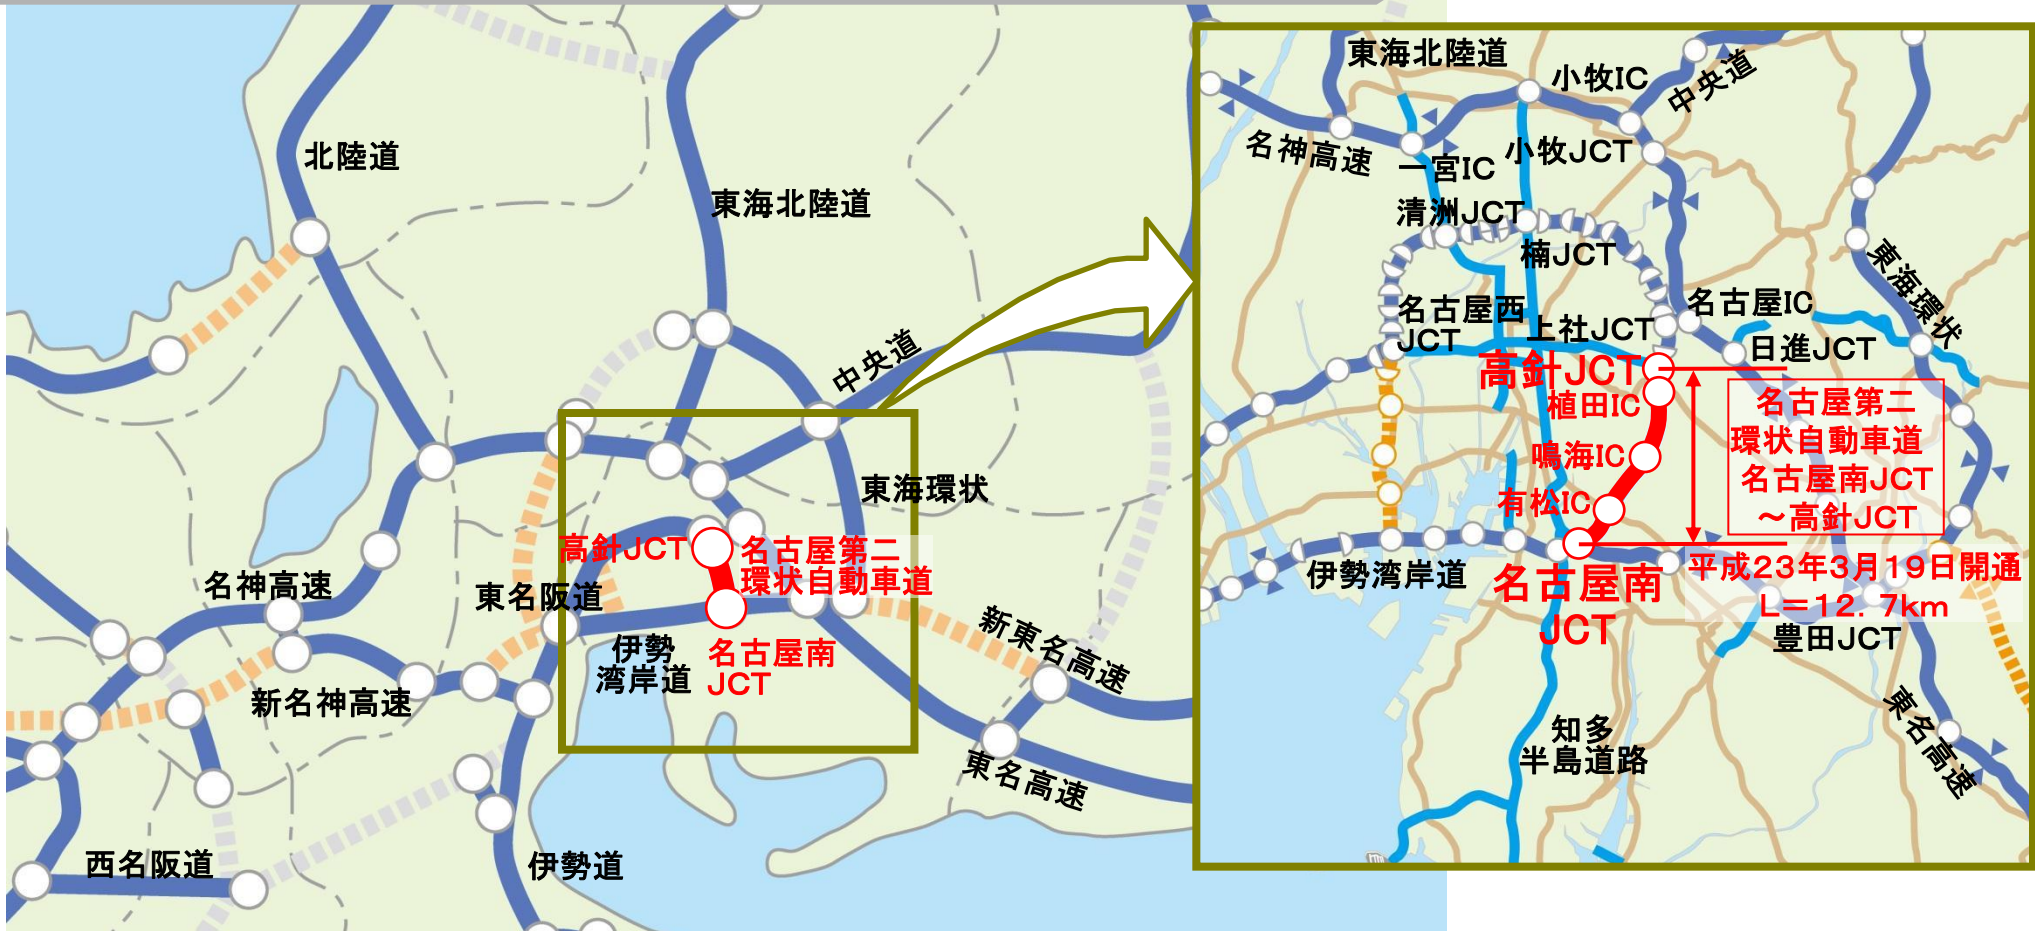 北陸道
東海北陸道
中央道
東海環状
名神高速
新名神高速
東名阪道
高針JCT
名古屋第二
環状自動車道
伊勢
湾岸道
名古屋南
JCT
新東名高速
東名高速
西名阪道
伊勢道
東海北陸道
小牧IC
中央道
名神高速
一宮IC
小牧JCT
清洲JCT
楠JCT
名古屋西
JCT
上社JCT
名古屋IC
日進JCT
東海環状
高針JCT
植田IC
鳴海IC
有松IC
名古屋第二
環状自動車道
名古屋南JCT
~高針JCT
伊勢湾岸道
名古屋南
JCT
平成23年3月19日開通
L=12.7km
豊田JCT
知多
半島道路
東名高速